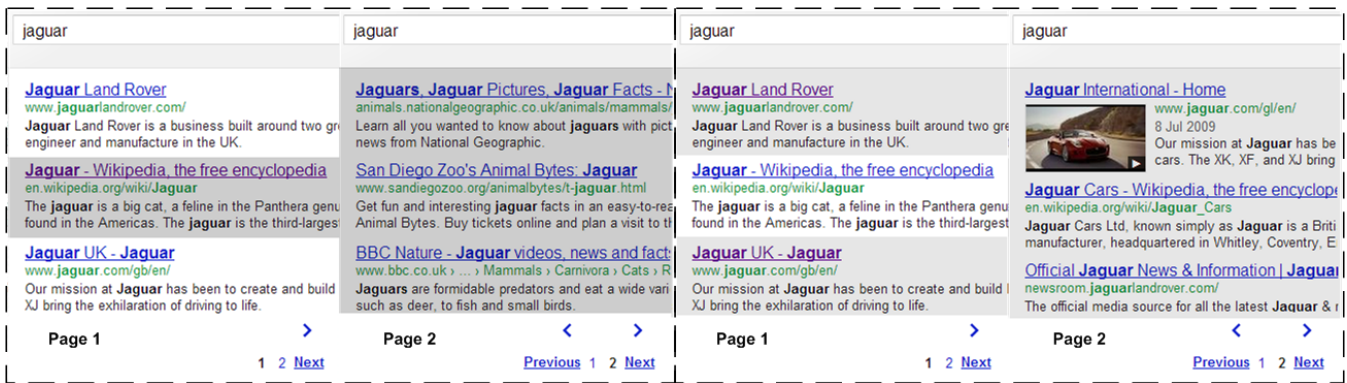 jaguar
Jaguar Land Rover
www.jaguarlandrover.com/
Jaguar Land Rover is a business built around two gre
engineer and manufacture in the UK.
Jaguar - Wikipedia, the free encyclopedia
en.wikipedia.org/wiki/Jaguar
The jaguar is a big cat, a feline in the Panthera genu
found in the Americas. The jaguar is the third-largest
Jaguar UK - Jaguar
www.jaguar.com/gb/en/
Our mission at Jaguar has been to create and build
XJ bring the exhilaration of driving to life.
Page 1
1 2 Next
jaguar
Jaguars, Jaguar Pictures, Jaguar Facts - N
animals.nationalgeographic.co.uk/animals/mammals/
Learn all you wanted to know about jaguars with pict
news from National Geographic.
San Diego Zoo's Animal Bytes: Jaguar
www.sandiegozoo.org/animalbytes/t-jaguar.html
Get fun and interesting jaguar facts in an easy-to-rea
Animal Bytes. Buy tickets online and plan a visit to th
BBC Nature - Jaguar videos, news and facts
www.bbc.co.uk › ... › Mammals › Carnivora › Cats › R
Jaguars are formidable predators and eat a wide vari
such as deer, to fish and small birds.
Page 2
Previous 1 2 Next
jaguar
Jaguar Land Rover
www.jaguarlandrover.com/
Jaguar Land Rover is a business built around two gre
engineer and manufacture in the UK.
Jaguar - Wikipedia, the free encyclopedia
en.wikipedia.org/wiki/Jaguar
The jaguar is a big cat, a feline in the Panthera genu
found in the Americas. The jaguar is the third-largest
Jaguar UK - Jaguar
www.jaguar.com/gb/en/
Our mission at Jaguar has been to create and build
XJ bring the exhilaration of driving to life.
Page 1
1 2 Next
jaguar
Jaguar International - Home
www.jaguar.com/gl/en/
8 Jul 2009
Our mission at Jaguar has be
cars. The XK, XF, and XJ bring
Jaguar Cars - Wikipedia, the free encyclope
en.wikipedia.org/wiki/Jaguar_Cars
Jaguar Cars Ltd, known simply as Jaguar is a Briti
manufacturer, headquartered in Whitley, Coventry, E
Official Jaguar News & Information | Jaguar
newsroom.jaguarlandrover.com/
The official media source for all the latest Jaguar & r
Page 2
Previous 1 2 Next